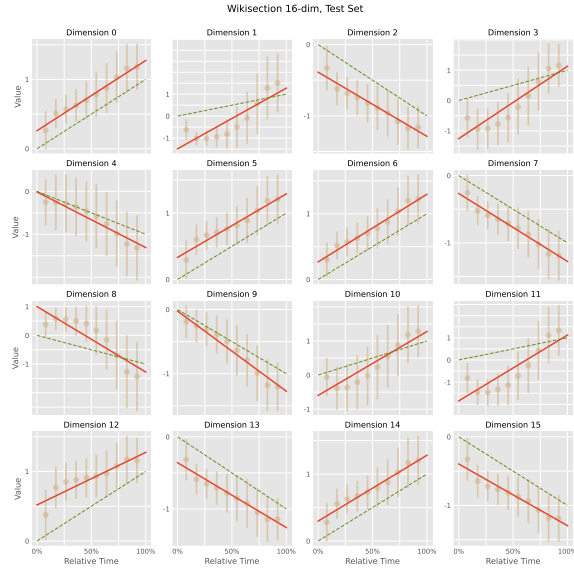 Wikisection 16-dim, Test Set
Dimension 0
Dimension 1
Dimension 2
Dimension 3
Value
1
0
1
0
-1
0
-1
1
0
-1
Dimension 4
Dimension 5
Dimension 6
Dimension 7
Value
0
-1
1
0
1
0
0
-1
Dimension 8
Dimension 9
Dimension 10
Dimension 11
Value
1
0
-1
0
-1
1
0
-1
1
0
-1
Dimension 12
Dimension 13
Dimension 14
Dimension 15
Value
1
0
0
-1
1
0
0
-1
0%
50%
100%
0%
50%
100%
0%
50%
100%
0%
50%
100%
Relative Time
Relative Time
Relative Time
Relative Time